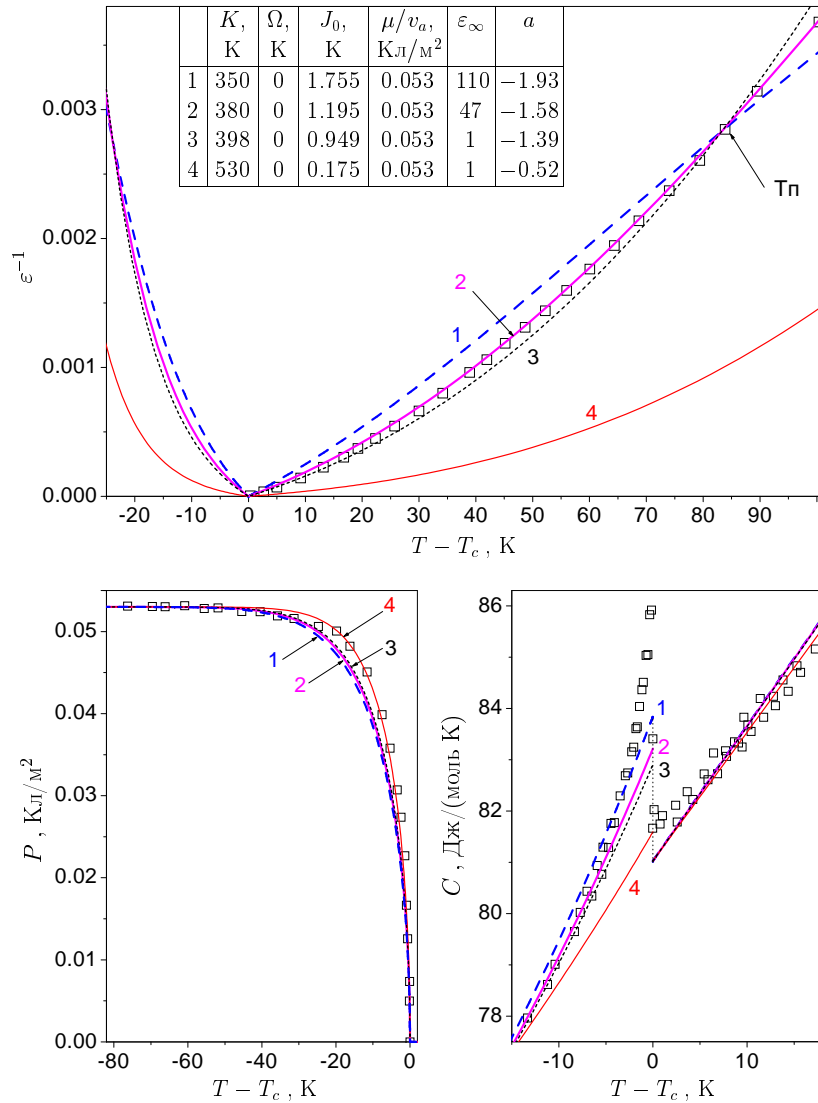 K, Ω, J₀, μ/vₐ, ε∞ a
K K K Кл/м²
1 350 0 1.755 0.053 110 −1.93
2 380 0 1.195 0.053 47 −1.58
3 398 0 0.949 0.053 1 −1.39
4 530 0 0.175 0.053 1 −0.52
0.003
0.002
0.001
0.000
ε⁻¹
Tп
2
1
3
4
-20 -10 0 10 20 30 40 50 60 70 80 90
T − T_c , K
0.05
0.04
0.03
0.02
0.01
0.00
P , Кл/м²
4
1
3
2
-80 -60 -40 -20 0
T − T_c , K
86
84
82
80
78
C , Дж/(моль К)
1
2
3
4
-10 0 10
T − T_c , K